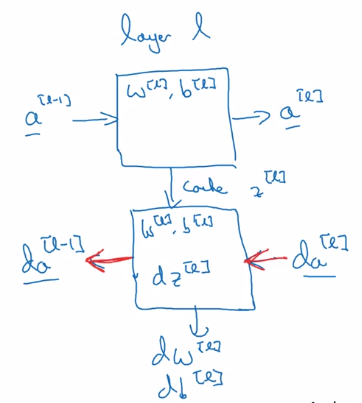 layer l
w^[l], b^[l]
a^[l-1]
a^[l]
cache z^[l]
w^[l], b^[l]
da^[l-1]
da^[l]
dz^[l]
dw^[l]
db^[l]